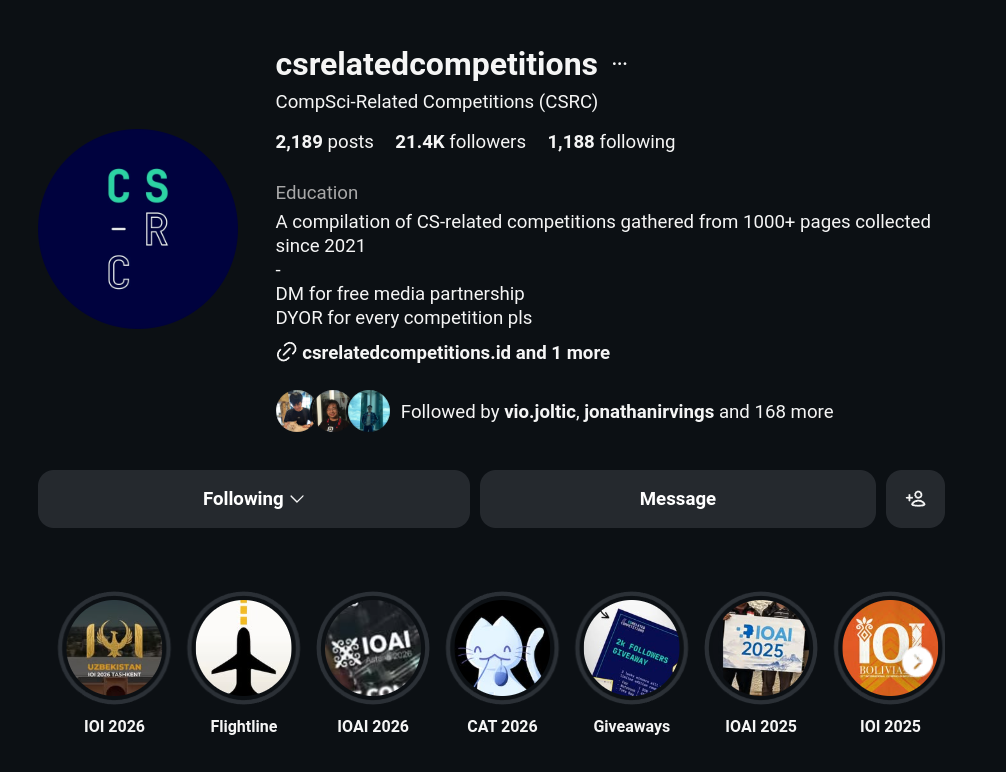 csrelatedcompetitions ...
CompSci-Related Competitions (CSRC)
2,189 posts 21.4K followers 1,188 following
CS
-R
C
Education
A compilation of CS-related competitions gathered from 1000+ pages collected
since 2021
-
DM for free media partnership
DYOR for every competition pls
csrelatedcompetitions.id and 1 more
Followed by vio.joltic, jonathanirvings and 168 more
Following
Message
UZBEKISTAN
IOI 2026 TASHKENT
IOAI
2K FOLLOWERS
GIVEAWAY
IOAI
2025
IOI
BOLIVIA
IOI 2026
Flightline
IOAI 2026
CAT 2026
Giveaways
IOAI 2025
IOI 2025